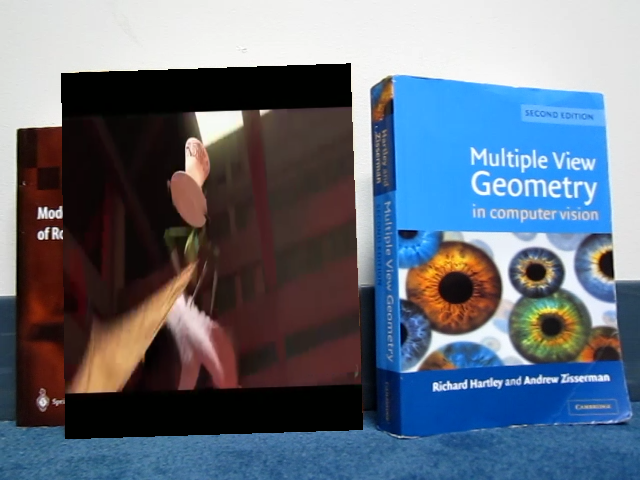 Mod
of Ro
Spri
Hartley and
Zisserman
Multiple View Geometry
SECOND EDITION
Multiple View
Geometry
in computer vision
Richard Hartley and Andrew Zisserman
CAMBRIDGE